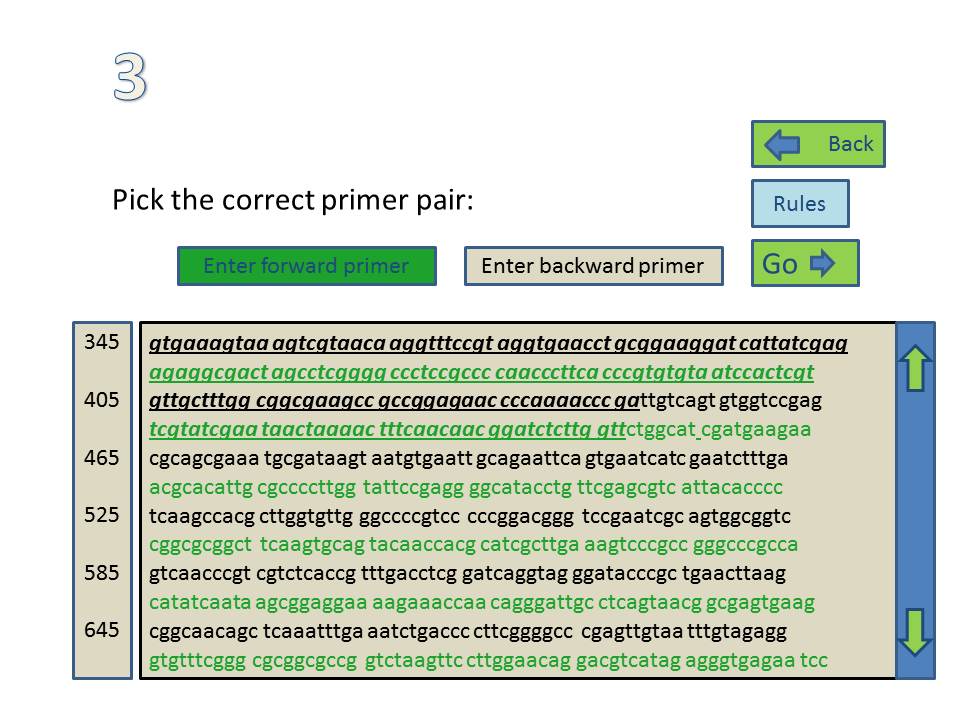 3
Back
Pick the correct primer pair:
Rules
Enter forward primer
Enter backward primer
Go
345 gtgaaagtaa aagtcgtaaca aggtttccgt aggtgaacct gcggaaggat cattatcgag
agaggcgact agcctcgggg ccctccgccc caacccttca cccgtgtgta atccactcgt
405 gttgctttgg cggcgaagcc gccggagaac cccaaaaccc gattgtcagt gtggtccgag
tcgtatcgaa taactaaaac tttcaacaac ggatctcttg gttctggcat cgatgaagaa
465 cgcagcgaaa tgcgataagt aatgtgaatt gcagaattca gtgaatcatc gaatctttga
acgcacattg cgccccttgg tattccgagg ggcatacctg ttcgagcgtc attacacccc
525 tcaagccacg cttggtgttg ggccccgtcc cccggacggg tccgaatcgc agtggcggtc
cggcgcggct tcaagtgcag tacaaccacg catcgcttga aagtcccgcc gggcccgcca
585 gtcaacccgt cgtctcaccg tttgacctcg gatcaggtag ggatacccgc tgaacttaag
catatcaata agcggaggaa aagaaaccaa cagggattgc ctcagtaacg gcgagtgaag
645 cggcaacagc tcaaatttga aatctgaccc cttcggggcc cgagttgtaa tttgtagagg
gtgtttcggg cgcggcgccg gtctaagttc cttggaacag gacgtcatag agggtgagaa tcc